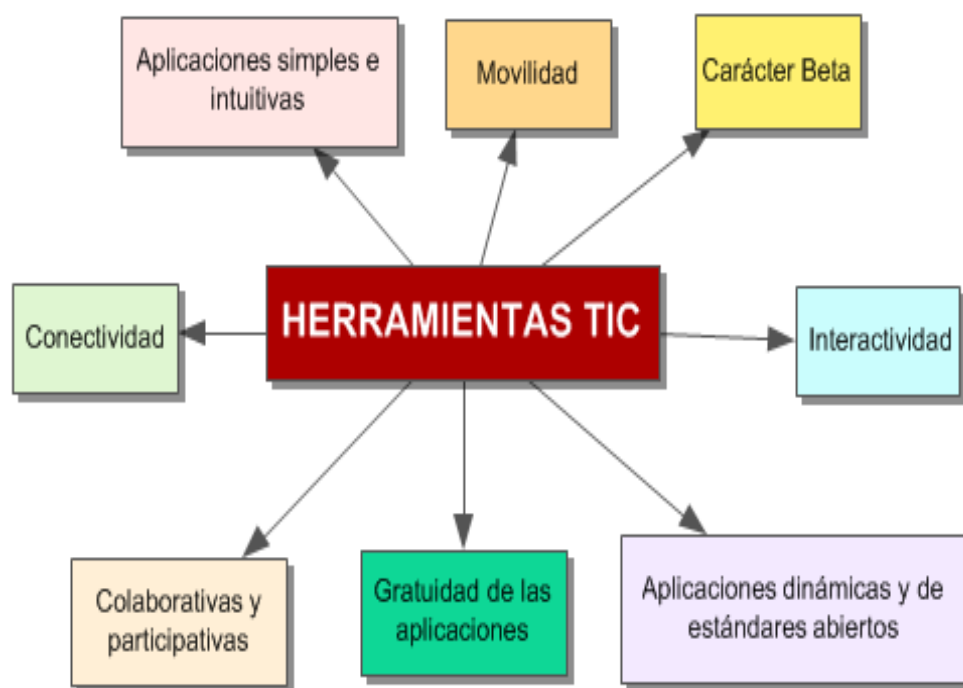 Aplicaciones simples e
intuitivas
Movilidad
Carácter Beta
Conectividad
HERRAMIENTAS TIC
Interactividad
Colaborativas y
participativas
Gratuidad de las
aplicaciones
Aplicaciones dinámicas y de
estándares abiertos